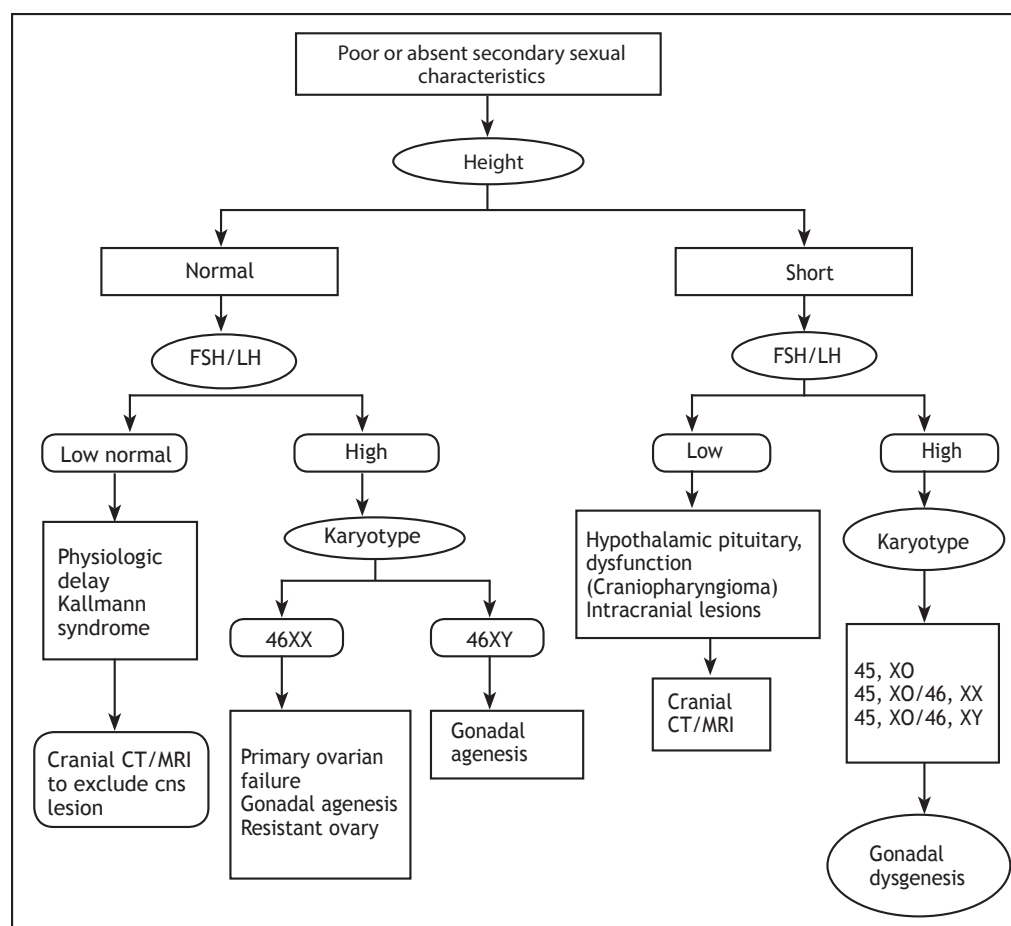 Poor or absent secondary sexual
characteristics
Height
Normal
Short
FSH/LH
FSH/LH
Low normal
High
Low
High
Physiologic
delay
Kallmann
syndrome
Karyotype
Hypothalamic pituitary,
dysfunction
(Craniopharyngioma)
Intracranial lesions
Karyotype
46XX
46XY
45, XO
45, XO/46, XX
45, XO/46, XY
Cranial CT/MRI
to exclude cns
lesion
Primary ovarian
failure
Gonadal agenesis
Resistant ovary
Gonadal
agenesis
Cranial
CT/MRI
Gonadal
dysgenesis